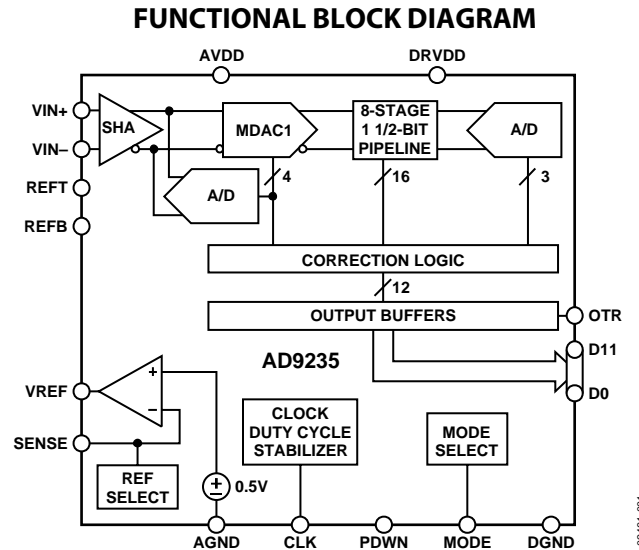 FUNCTIONAL BLOCK DIAGRAM
AVDD
DRVDD
VIN+
SHA
MDAC1
8-STAGE
1 1/2-BIT
PIPELINE
A/D
VIN–
REFT
A/D
4
16
3
REFB
CORRECTION LOGIC
12
OUTPUT BUFFERS
OTR
D11
AD9235
D0
VREF
+
–
SENSE
REF
SELECT
+
–
0.5V
CLOCK
DUTY CYCLE
STABILIZER
MODE
SELECT
AGND
CLK
PDWN
MODE
DGND